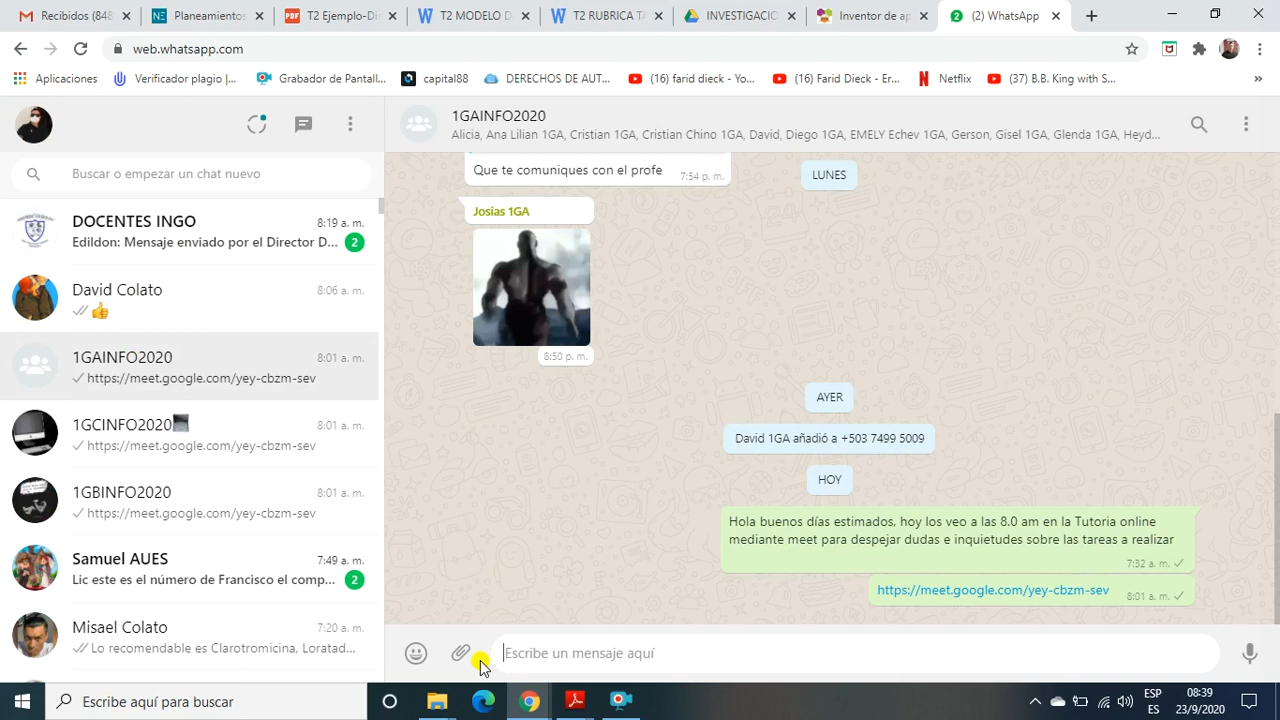 Recibidos (848
Planeamientos
T2 Ejemplo-Di
T2 MODELO D
T2 RUBRICA TA
INVESTIGACIO
Inventor de ap
(2) WhatsApp
web.whatsapp.com
Aplicaciones
Verificador plagio |...
Grabador de Pantall...
capital88
DERECHOS DE AUT...
(16) farid dieck - Yo...
(16) Farid Dieck - Er...
Netflix
(37) B.B. King with S...
»
1GAINFO2020
Alicia, Ana Lilian 1GA, Cristian 1GA, Cristian Chino 1GA, David, Diego 1GA, EMELY Echev 1GA, Gerson, Gisel 1GA, Glenda 1GA, Heyd...
Buscar o empezar un chat nuevo
DOCENTES INGO
8:19 a. m.
Edildon: Mensaje enviado por el Director D...
2
David Colato
8:06 a. m.
👍
1GAINFO2020
8:01 a. m.
https://meet.google.com/yey-cbzm-sev
1GCINFO2020
8:01 a. m.
https://meet.google.com/yey-cbzm-sev
1GBINFO2020
8:01 a. m.
https://meet.google.com/yey-cbzm-sev
Samuel AUES
7:49 a. m.
Lic este es el número de Francisco el comp...
2
Misael Colato
7:20 a. m.
Lo recomendable es Clarotromicina, Loratad...
Que te comuniques con el profe
7:54 p. m.
LUNES
Josias 1GA
8:50 p. m.
AYER
David 1GA añadió a +503 7499 5009
HOY
Hola buenos días estimados, hoy los veo a las 8.0 am en la Tutoria online
mediante meet para despejar dudas e inquietudes sobre las tareas a realizar
7:32 a. m.
https://meet.google.com/yey-cbzm-sev
8:01 a. m.
Escribe un mensaje aquí
Escribe aquí para buscar
ESP
ES
08:39
23/9/2020